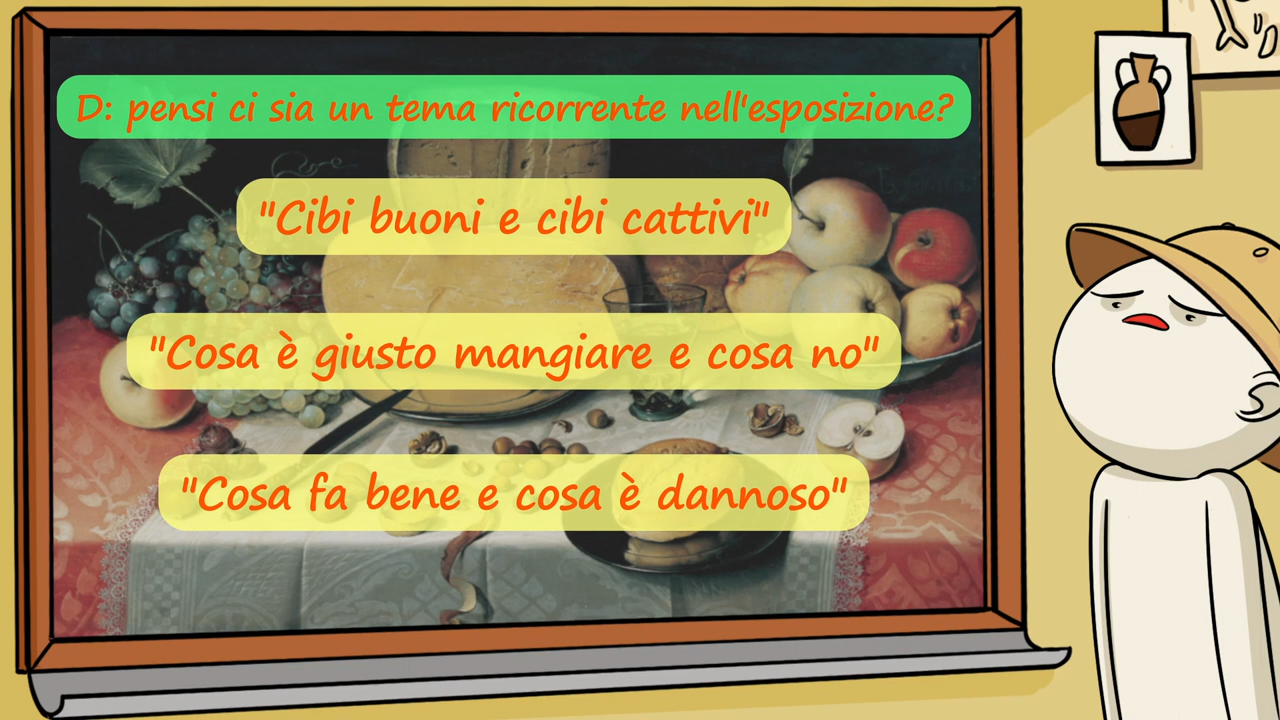 D: pensi ci sia un tema ricorrente nell'esposizione?
"Cibi buoni e cibi cattivi"
"Cosa è giusto mangiare e cosa no"
"Cosa fa bene e cosa è dannoso"